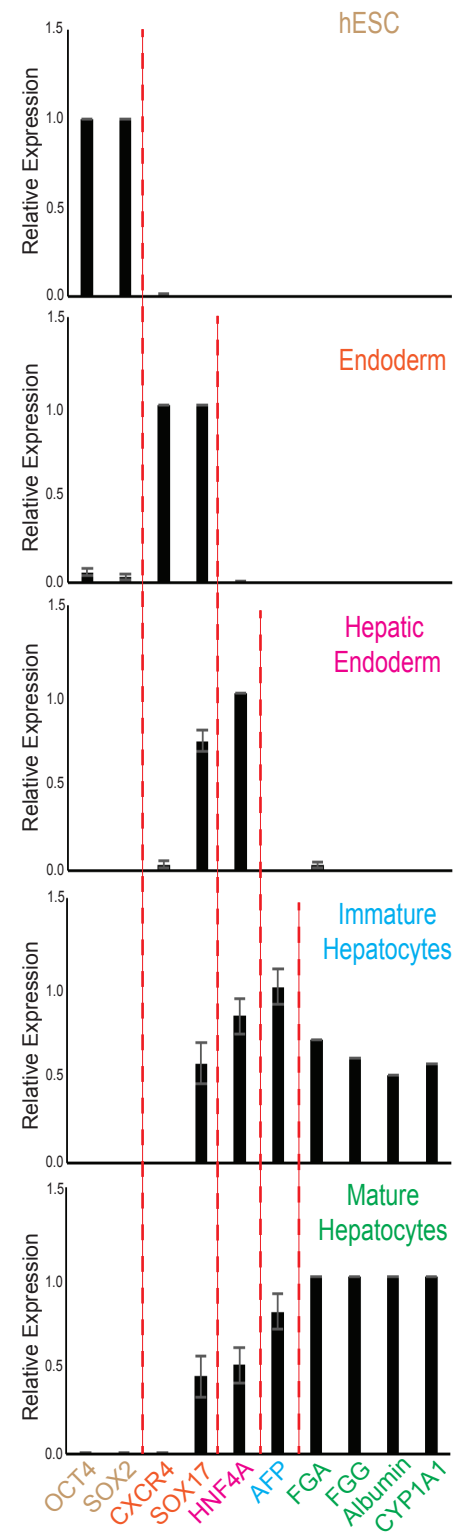 hESC
Relative Expression
1.5
1.0
0.5
0.0
Endoderm
Relative Expression
1.5
1.0
0.5
0.0
Hepatic
Endoderm
Relative Expression
1.5
1.0
0.5
0.0
Immature
Hepatocytes
Relative Expression
1.5
1.0
0.5
0.0
Mature
Hepatocytes
Relative Expression
1.5
1.0
0.5
0.0
OCT4
SOX2
CXCR4
SOX17
HNF4A
AFP
FGA
FGG
Albumin
CYP1A1